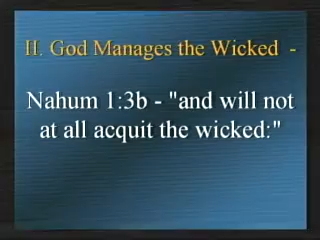 II. God Manages the Wicked -
Nahum 1:3b - "and will not
at all acquit the wicked:"